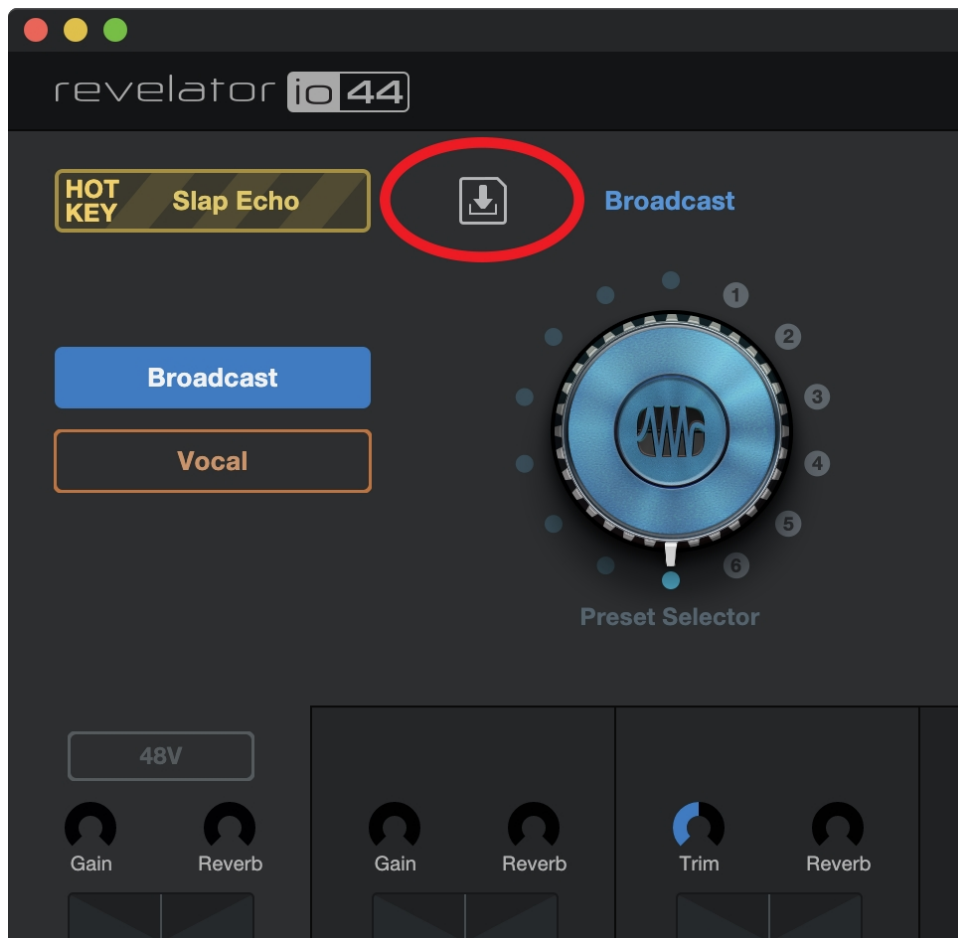 revelator io 44
HOT KEY Slap Echo
Broadcast
Broadcast
Vocal
1
2
3
4
5
6
Preset Selector
48V
Gain Reverb Gain Reverb Trim Reverb